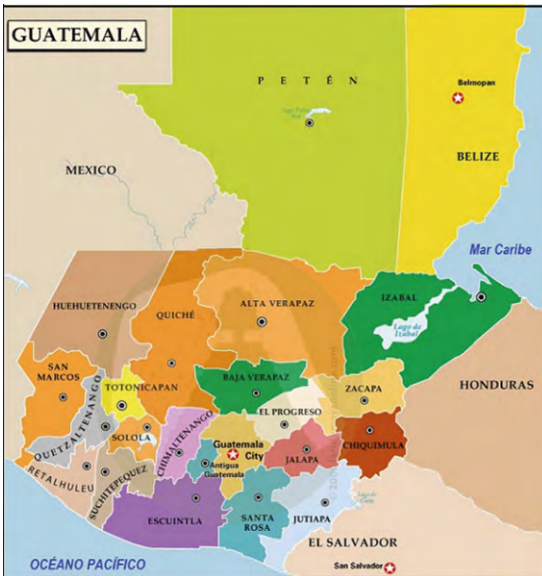 GUATEMALA
PETÉN
Belmopan
BELIZE
MEXICO
Mar Caribe
HUEHUETENENGO
QUICHÉ
ALTA VERAPAZ
IZABAL
Lago de
Izabal
SAN
MARCOS
TOTONICAPAN
BAJA VERAPAZ
ZACAPA
HONDURAS
QUETZALTENANGO
SOLOLA
CHIMALTENANGO
EL PROGRESO
Guatemala
City
CHIQUIMULA
RETALHULEU
SUCHITEPEQUEZ
Antigua
Guatemala
JALAPA
ESCUINTLA
SANTA
ROSA
JUTIAPA
EL SALVADOR
San Salvador
OCÉANO PACÍFICO